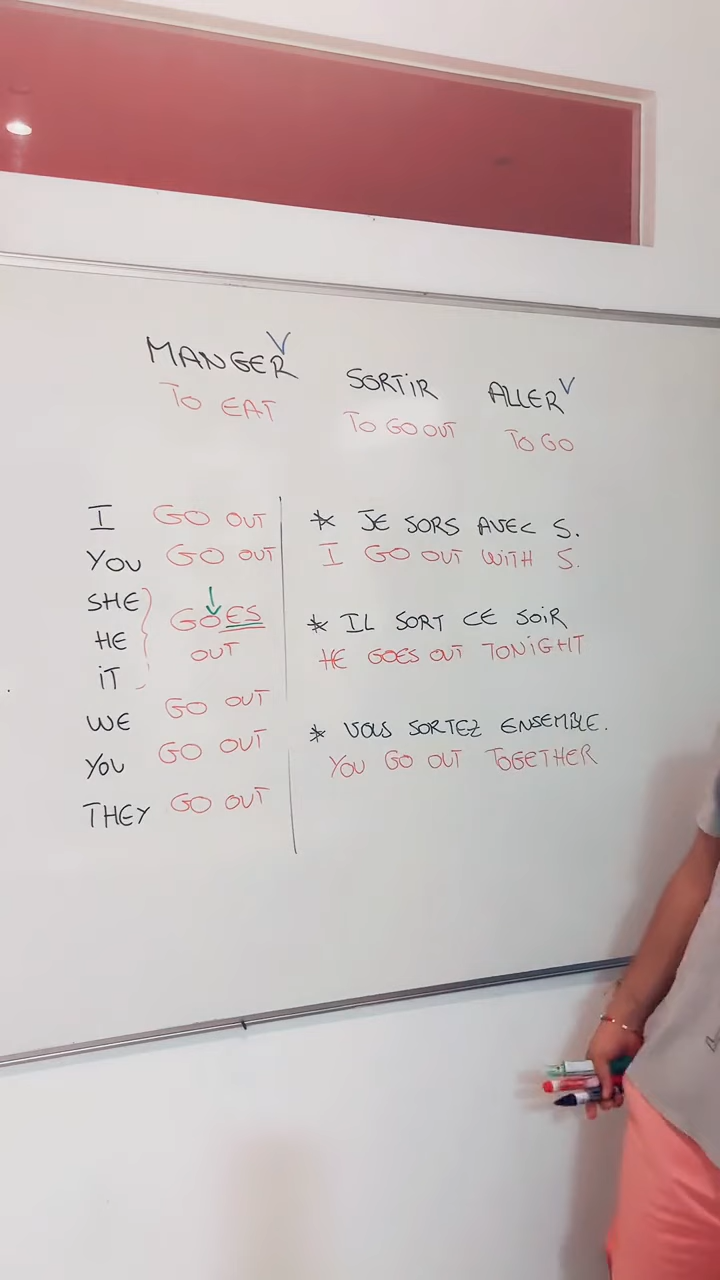 MANGER V
TO EAT
SORTIR
TO GO OUT
ALLER V
TO GO
I GO OUT
YOU GO OUT
SHE
HE
IT
GOES
OUT
WE GO OUT
YOU GO OUT
THEY GO OUT
* JE SORS AVEC S.
I GO OUT WITH S.
* IL SORT CE SOIR
HE GOES OUT TONIGHT
* VOUS SORTEZ ENSEMBLE.
YOU GO OUT TOGETHER